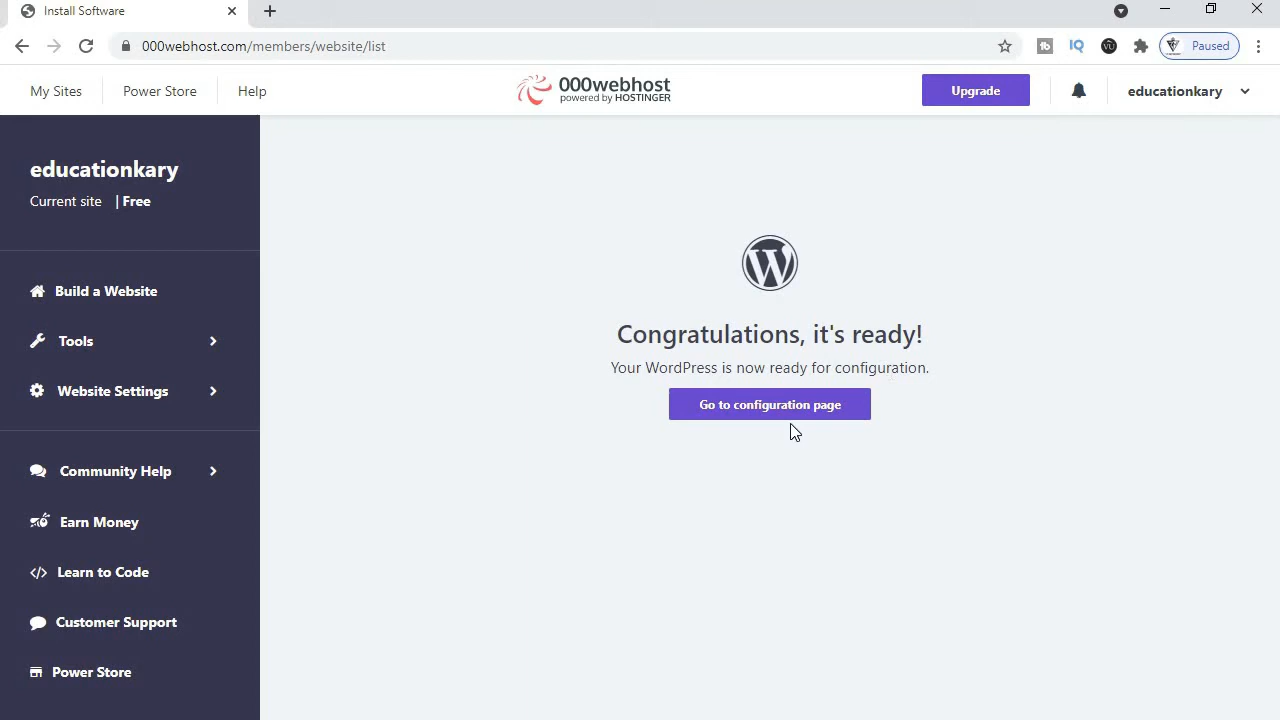 Install Software
000webhost.com/members/website/list
Paused
My Sites
Power Store
Help
000webhost
powered by HOSTINGER
Upgrade
educationkary
educationkary
Current site | Free
Build a Website
Tools
Website Settings
Community Help
Earn Money
Learn to Code
Customer Support
Power Store
W
Congratulations, it's ready!
Your WordPress is now ready for configuration.
Go to configuration page